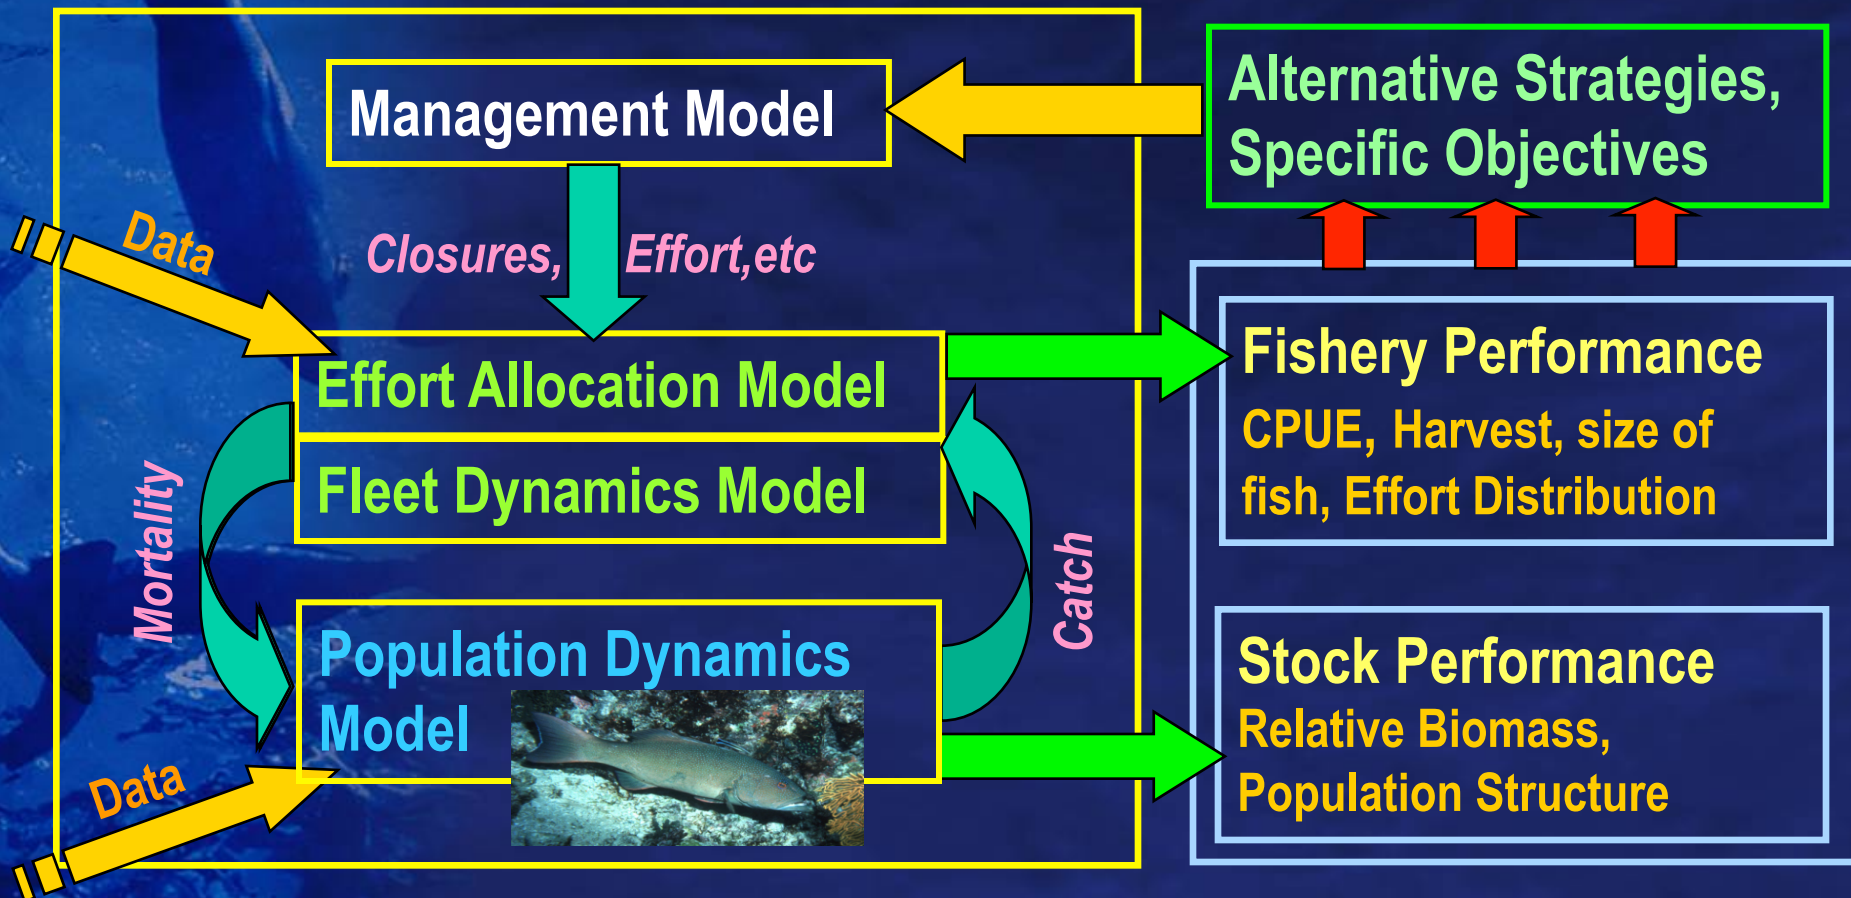 Management Model
Alternative Strategies,
Specific Objectives
Data
Closures, Effort,etc
Effort Allocation Model
Fleet Dynamics Model
Mortality
Catch
Population Dynamics
Model
Data
Fishery Performance
CPUE, Harvest, size of
fish, Effort Distribution
Stock Performance
Relative Biomass,
Population Structure